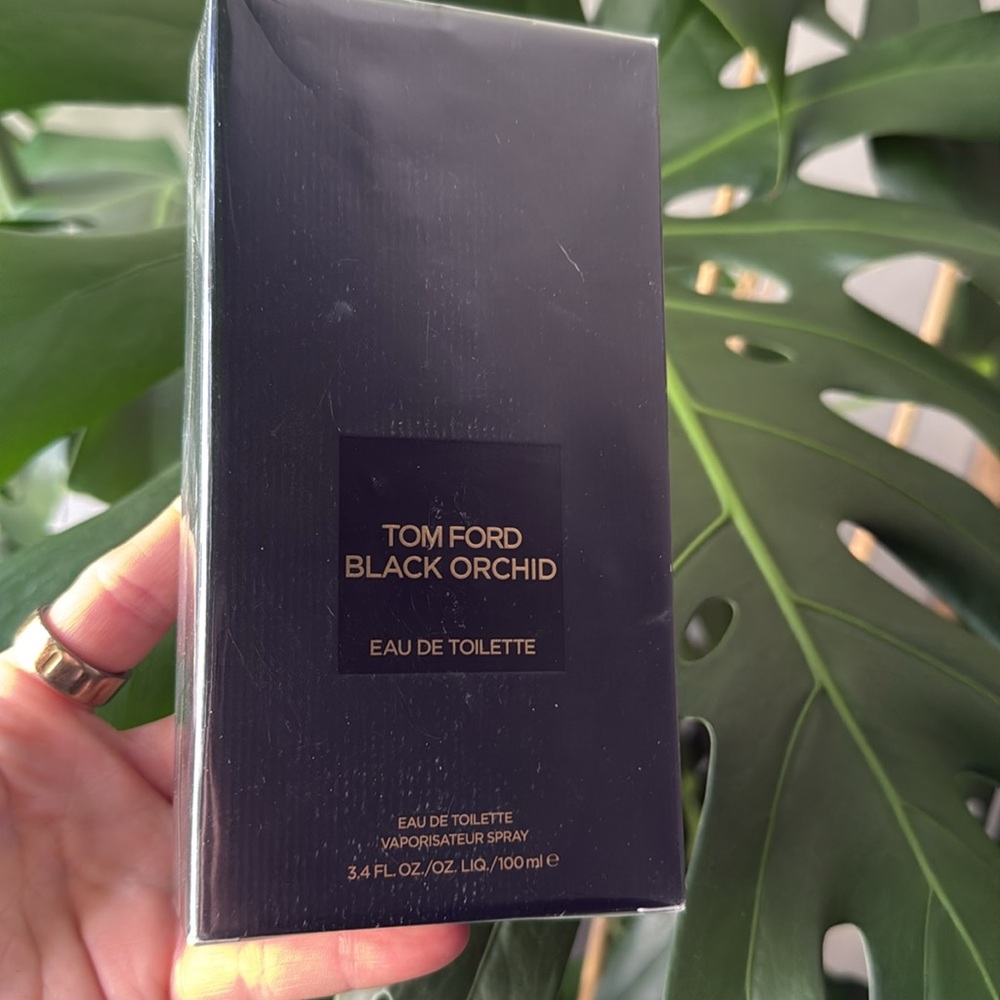 TOM FORD
BLACK ORCHID
EAU DE TOILETTE
EAU DE TOILETTE
VAPORISATEUR SPRAY
3.4 FL. OZ./OZ. LIQ./100 ml ℮